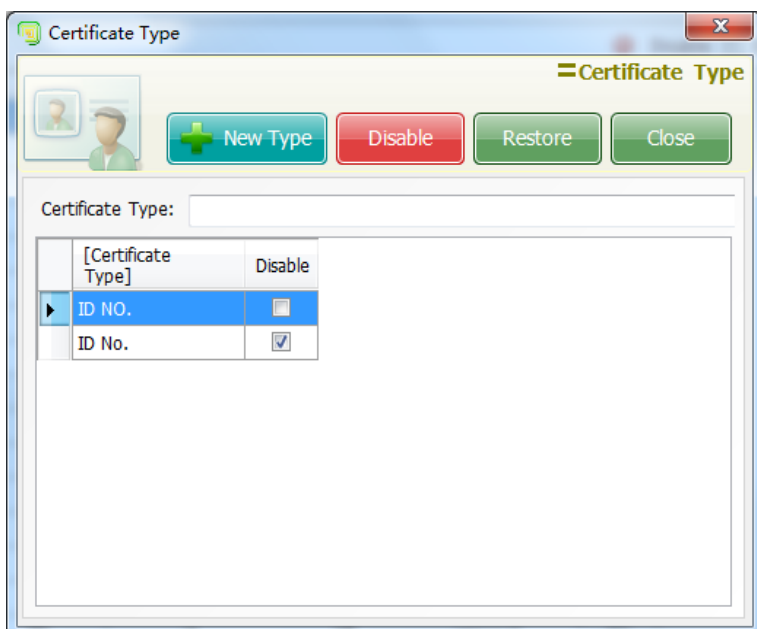 Certificate Type
=Certificate Type
New Type Disable Restore Close
Certificate Type:
[Certificate
Type] Disable
ID NO.
ID No.